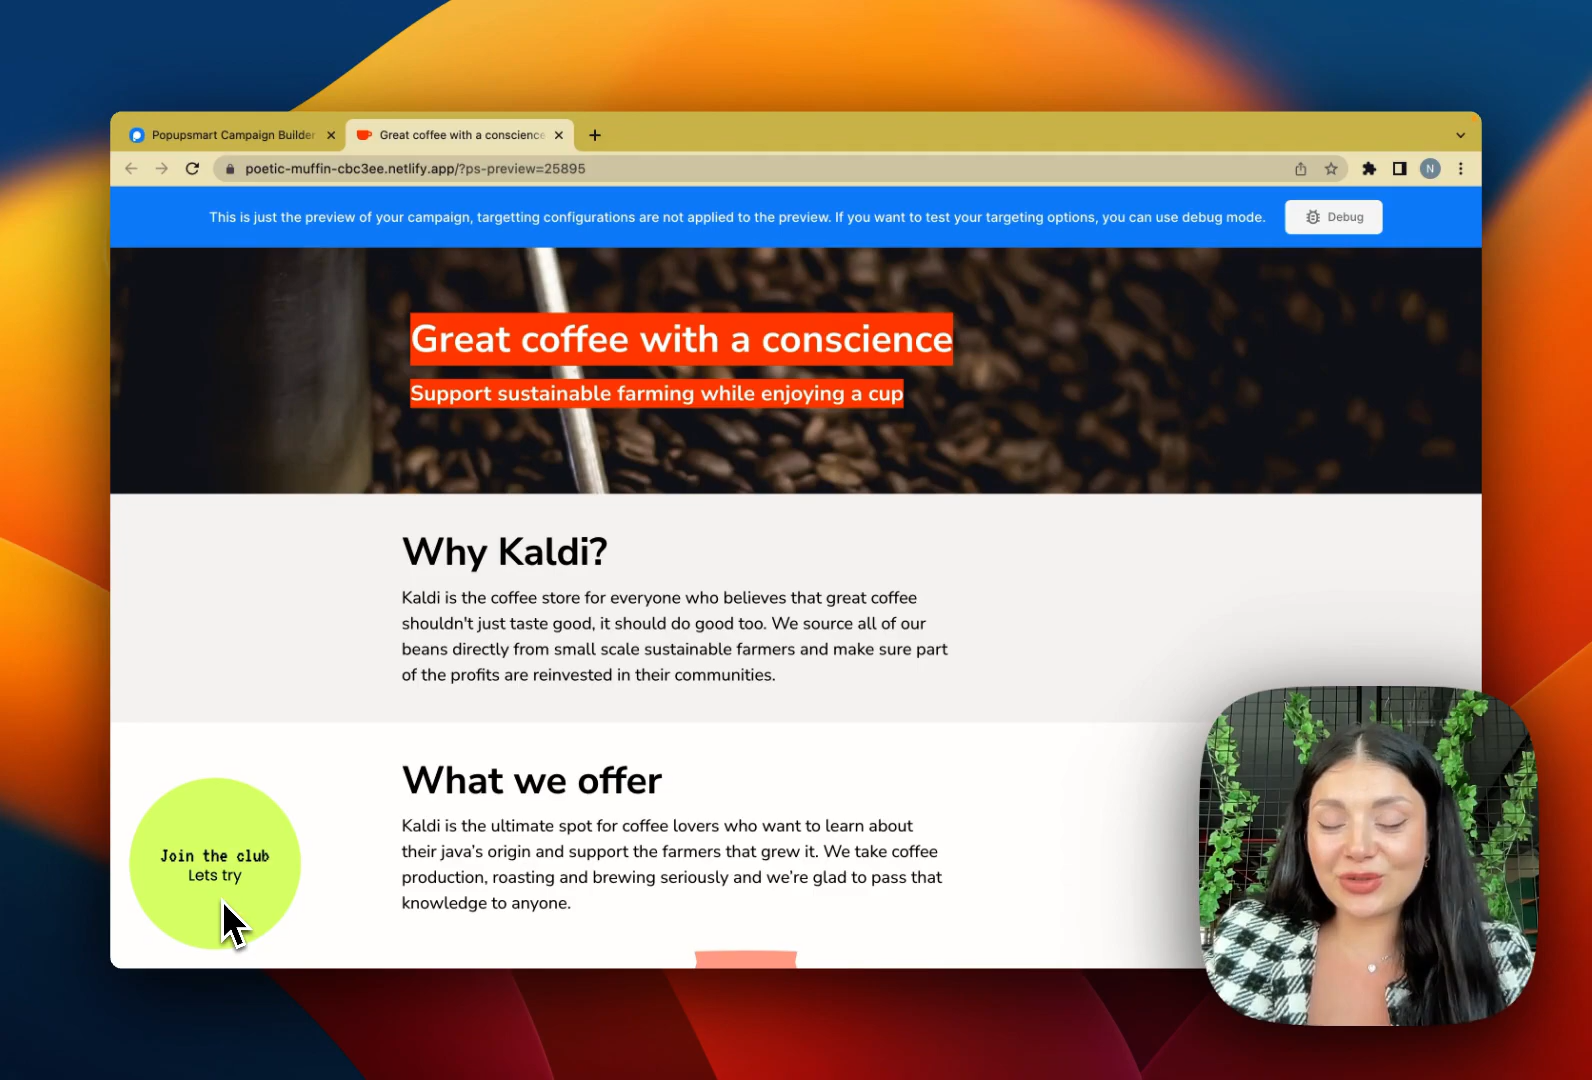 Popupsmart Campaign Builder
Great coffee with a conscience
poetic-muffin-cbc3ee.netlify.app/?ps-preview=25895
N
This is just the preview of your campaign, targetting configurations are not applied to the preview. If you want to test your targeting options, you can use debug mode.
Debug
Great coffee with a conscience
Support sustainable farming while enjoying a cup
Why Kaldi?
Kaldi is the coffee store for everyone who believes that great coffee
shouldn't just taste good, it should do good too. We source all of our
beans directly from small scale sustainable farmers and make sure part
of the profits are reinvested in their communities.
What we offer
Kaldi is the ultimate spot for coffee lovers who want to learn about
their java’s origin and support the farmers that grew it. We take coffee
production, roasting and brewing seriously and we’re glad to pass that
knowledge to anyone.
Join the club
Lets try